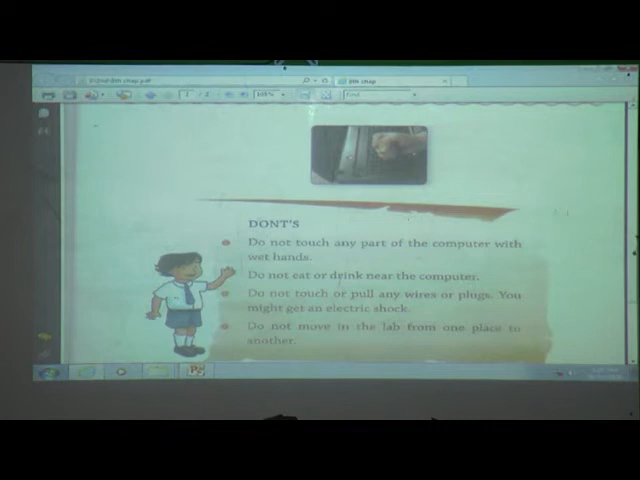 DONT'S
Do not touch any part of the computer with
wet hands.
Do not eat or drink near the computer.
Do not touch or pull any wires or plugs. You
might get an electric shock.
Do not move in the lab from one place to
another.